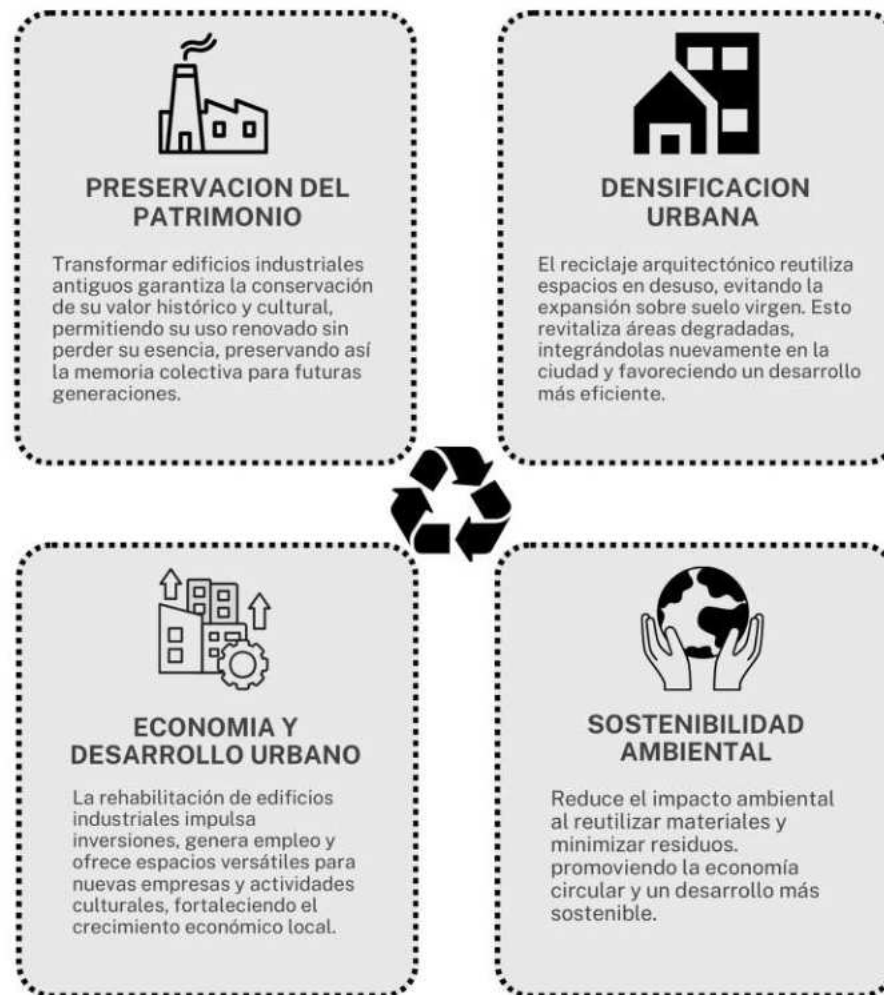 PRESERVACION DEL
PATRIMONIO
Transformar edificios industriales
antiguos garantiza la conservación
de su valor histórico y cultural,
permitiendo su uso renovado sin
perder su esencia, preservando así
la memoria colectiva para futuras
generaciones.
DENSIFICACION
URBANA
El reciclaje arquitectónico reutiliza
espacios en desuso, evitando la
expansión sobre suelo virgen. Esto
revitaliza áreas degradadas,
integrándolas nuevamente en la
ciudad y favoreciendo un desarrollo
más eficiente.
ECONOMIA Y
DESARROLLO URBANO
La rehabilitación de edificios
industriales impulsa
inversiones, genera empleo y
ofrece espacios versátiles para
nuevas empresas y actividades
culturales, fortaleciendo el
crecimiento económico local.
SOSTENIBILIDAD
AMBIENTAL
Reduce el impacto ambiental
al reutilizar materiales y
minimizar residuos.
promoviendo la economía
circular y un desarrollo más
sostenible.